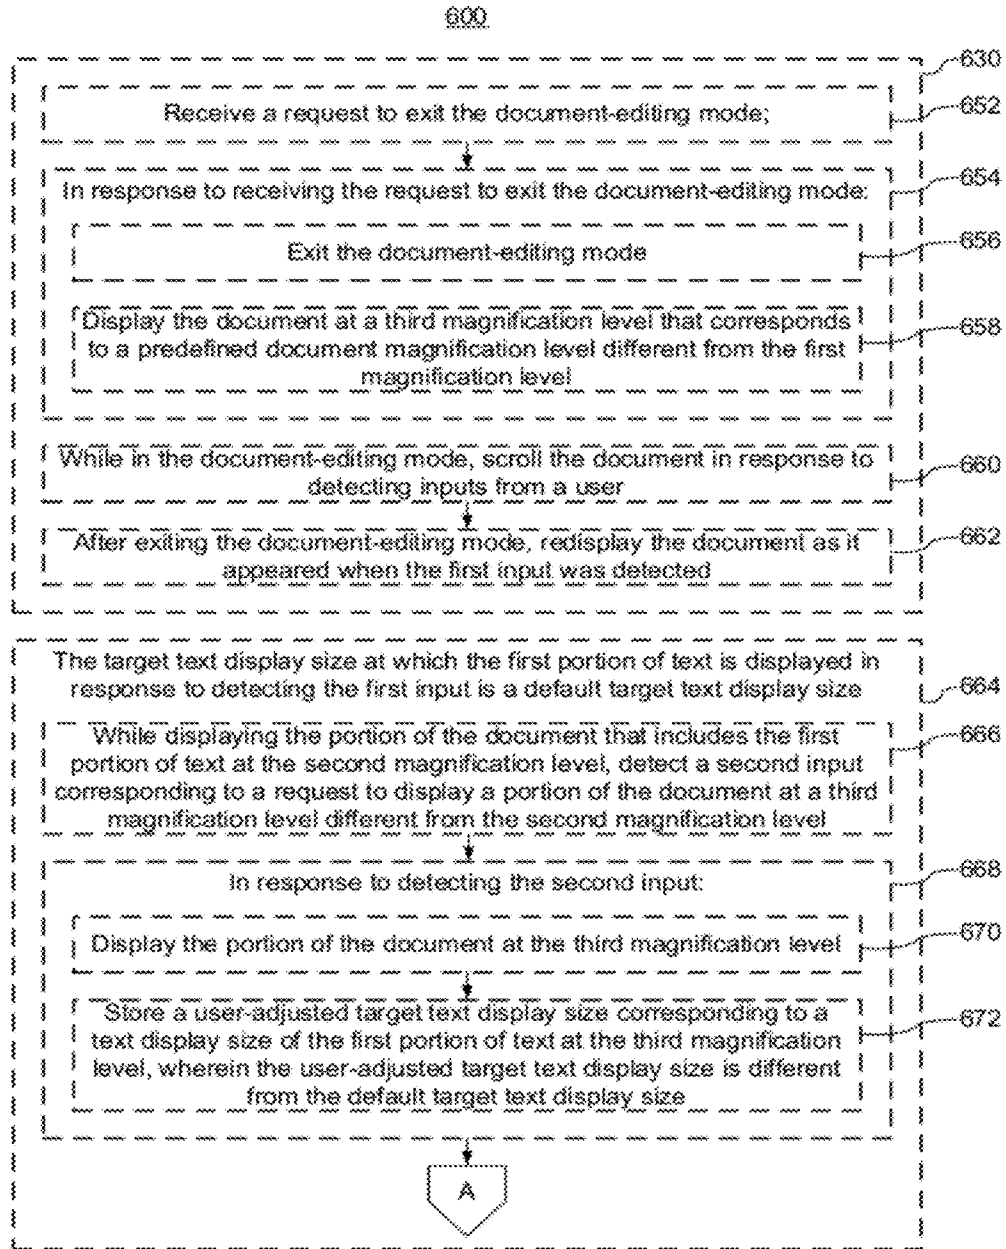 600
630
Receive a request to exit the document-editing mode;
652
In response to receiving the request to exit the document-editing mode:
654
Exit the document-editing mode
656
Display the document at a third magnification level that corresponds
to a predefined document magnification level different from the first
magnification level
658
While in the document-editing mode, scroll the document in response to
detecting inputs from a user
660
After exiting the document-editing mode, redisplay the document as it
appeared when the first input was detected
662
The target text display size at which the first portion of text is displayed in
response to detecting the first input is a default target text display size
664
While displaying the portion of the document that includes the first
portion of text at the second magnification level, detect a second input
corresponding to a request to display a portion of the document at a third
magnification level different from the second magnification level
666
In response to detecting the second input:
668
Display the portion of the document at the third magnification level
670
Store a user-adjusted target text display size corresponding to a
text display size of the first portion of text at the third magnification
level, wherein the user-adjusted target text display size is different
from the default target text display size
672
A